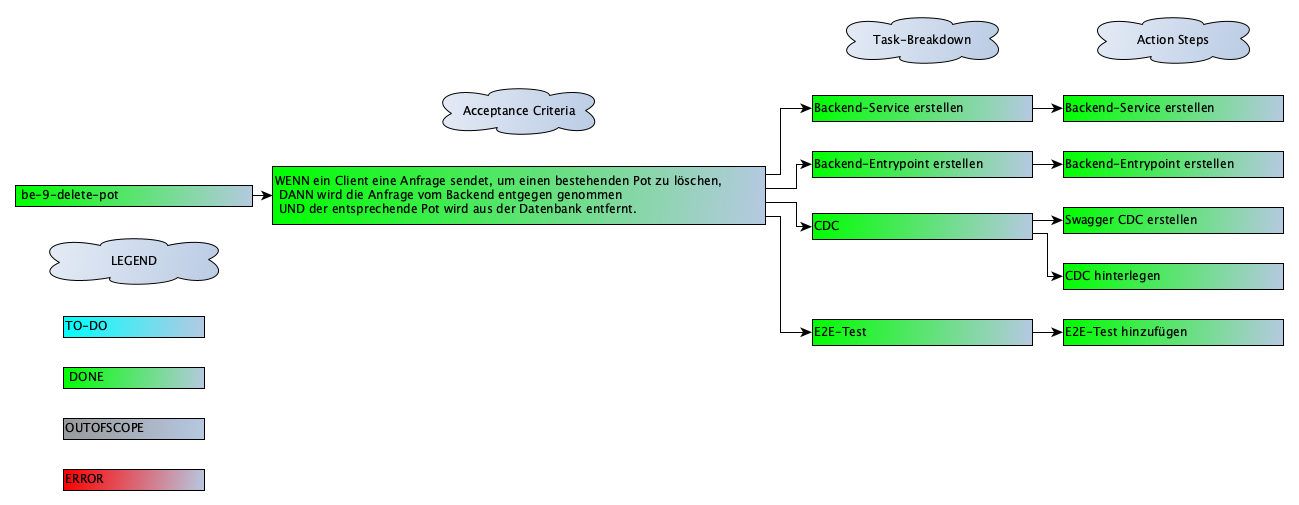 Task-Breakdown
Action Steps
Acceptance Criteria
Backend-Service erstellen
Backend-Service erstellen
Backend-Entrypoint erstellen
Backend-Entrypoint erstellen
be-9-delete-pot
WENN ein Client eine Anfrage sendet, um einen bestehenden Pot zu löschen,
DANN wird die Anfrage vom Backend entgegen genommen
UND der entsprechende Pot wird aus der Datenbank entfernt.
CDC
Swagger CDC erstellen
CDC hinterlegen
E2E-Test
E2E-Test hinzufügen
LEGEND
TO-DO
DONE
OUTOFSCOPE
ERROR